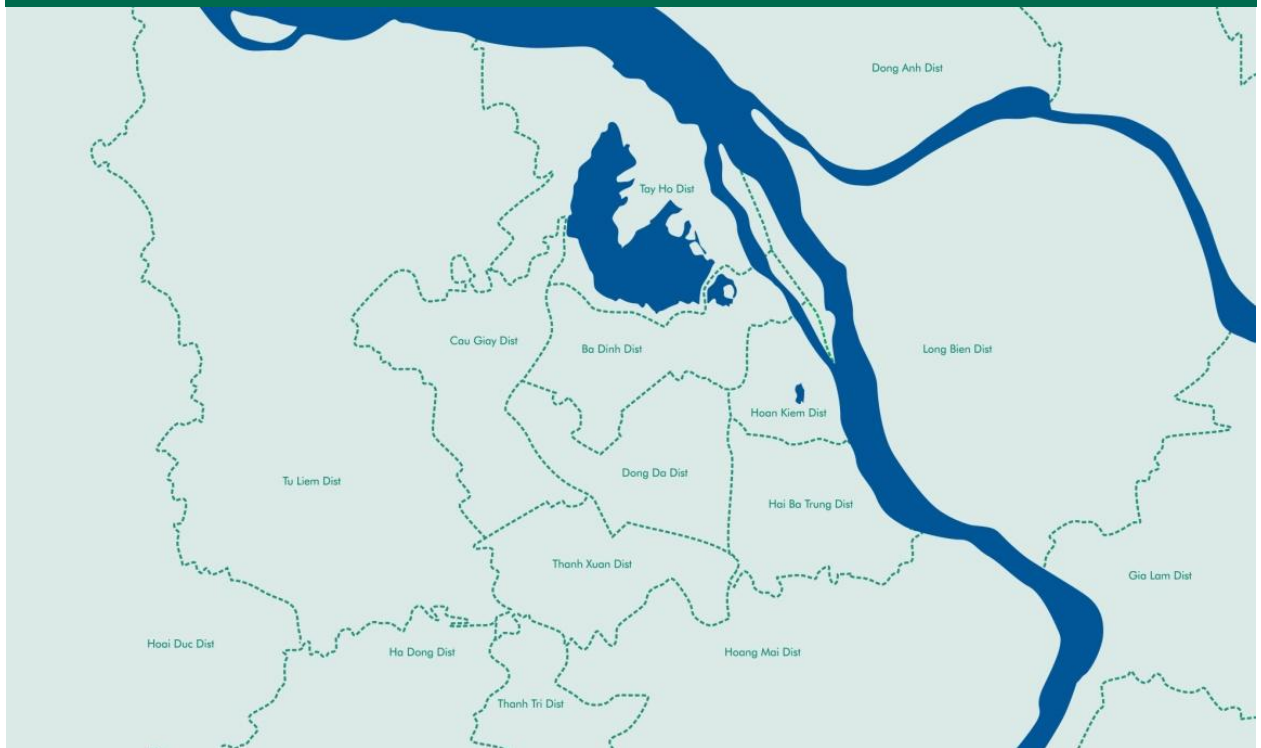 Dong Anh Dist
Tay Ho Dist
Cau Giay Dist
Ba Dinh Dist
Long Bien Dist
Hoan Kiem Dist
Dong Da Dist
Tu Liem Dist
Hai Ba Trung Dist
Thanh Xuan Dist
Gia Lam Dist
Hoai Duc Dist
Ha Dong Dist
Hoang Mai Dist
Thanh Tri Dist